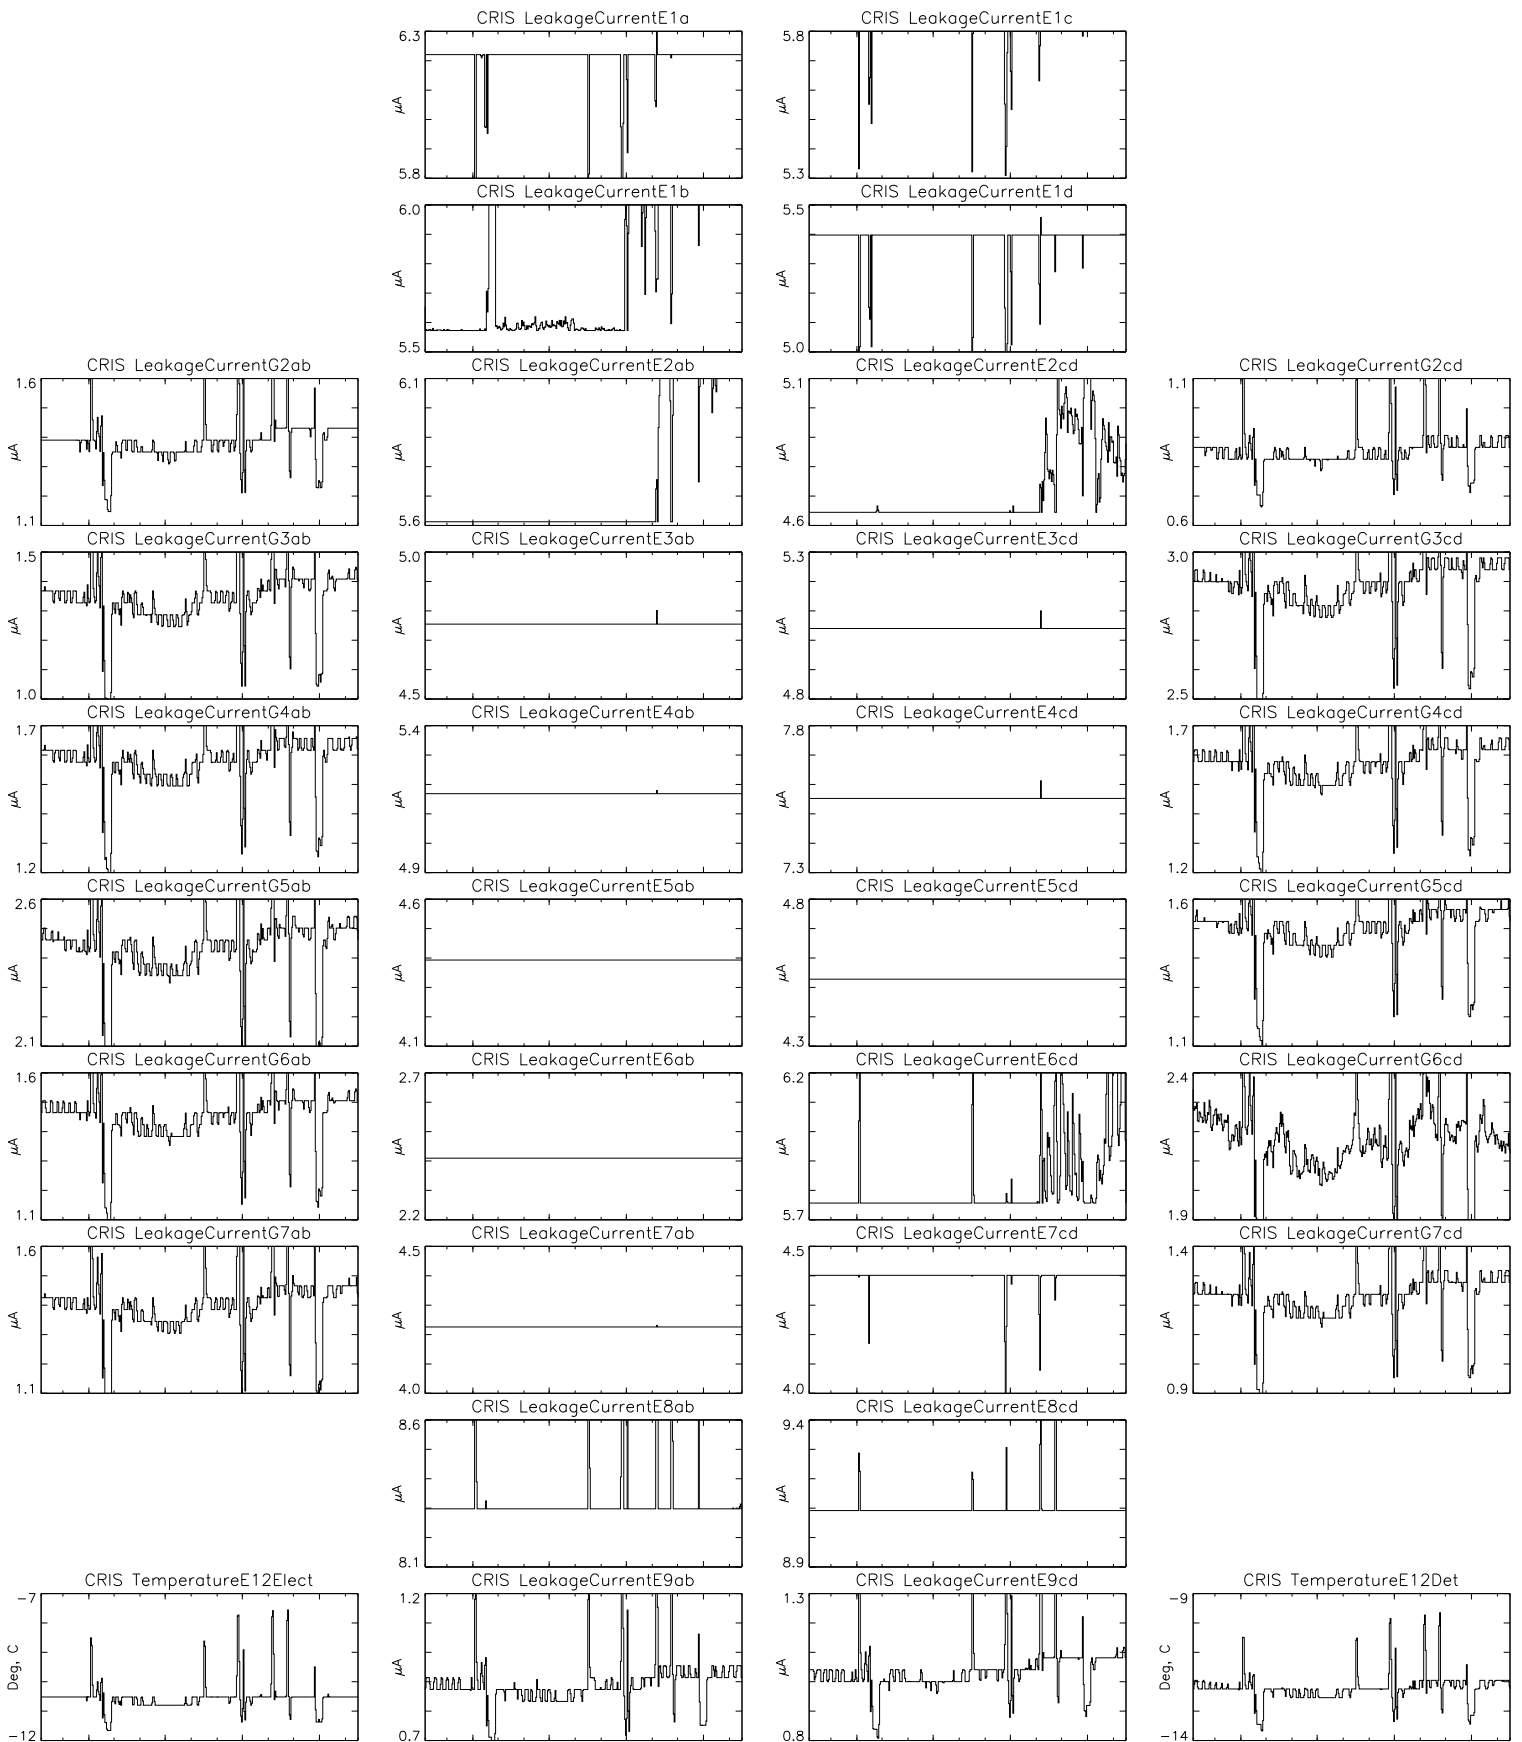 CRIS LeakageCurrentE1a
6.3
μA
5.8
CRIS LeakageCurrentE1c
5.8
μA
5.3
CRIS LeakageCurrentE1b
6.0
μA
5.5
CRIS LeakageCurrentE1d
5.5
μA
5.0
CRIS LeakageCurrentG2ab
1.6
μA
1.1
CRIS LeakageCurrentE2ab
6.1
μA
5.6
CRIS LeakageCurrentE2cd
5.1
μA
4.6
CRIS LeakageCurrentG2cd
1.1
μA
0.6
CRIS LeakageCurrentG3ab
1.5
μA
1.0
CRIS LeakageCurrentE3ab
5.0
μA
4.5
CRIS LeakageCurrentE3cd
5.3
μA
4.8
CRIS LeakageCurrentG3cd
3.0
μA
2.5
CRIS LeakageCurrentG4ab
1.7
μA
1.2
CRIS LeakageCurrentE4ab
5.4
μA
4.9
CRIS LeakageCurrentE4cd
7.8
μA
7.3
CRIS LeakageCurrentG4cd
1.7
μA
1.2
CRIS LeakageCurrentG5ab
2.6
μA
2.1
CRIS LeakageCurrentE5ab
4.6
μA
4.1
CRIS LeakageCurrentE5cd
4.8
μA
4.3
CRIS LeakageCurrentG5cd
1.6
μA
1.1
CRIS LeakageCurrentG6ab
1.6
μA
1.1
CRIS LeakageCurrentE6ab
2.7
μA
2.2
CRIS LeakageCurrentE6cd
6.2
μA
5.7
CRIS LeakageCurrentG6cd
2.4
μA
1.9
CRIS LeakageCurrentG7ab
1.6
μA
1.1
CRIS LeakageCurrentE7ab
4.5
μA
4.0
CRIS LeakageCurrentE7cd
4.5
μA
4.0
CRIS LeakageCurrentG7cd
1.4
μA
0.9
CRIS LeakageCurrentE8ab
8.6
μA
8.1
CRIS LeakageCurrentE8cd
9.4
μA
8.9
CRIS TemperatureE12Elect
-7
Deg, C
-12
CRIS LeakageCurrentE9ab
1.2
μA
0.7
CRIS LeakageCurrentE9cd
1.3
μA
0.8
CRIS TemperatureE12Det
-9
Deg, C
-14